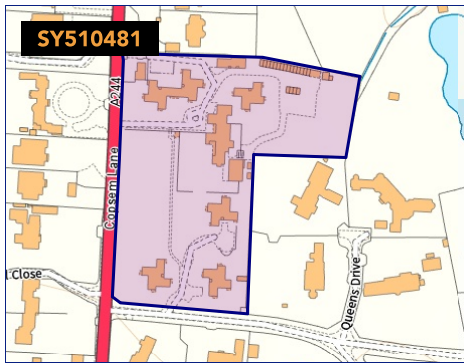 SY510481
A244
Copsem Lane
d Close
Queens Drive